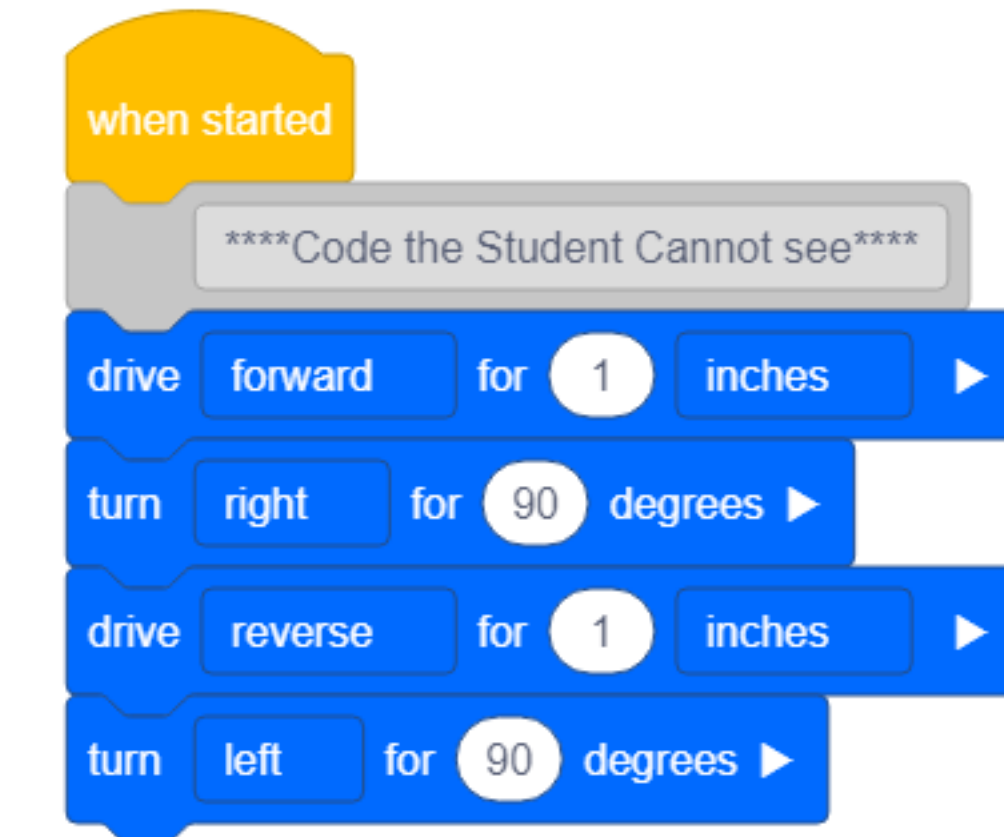 when started
****Code the Student Cannot see****
drive forward for 1 inches
turn right for 90 degrees
drive reverse for 1 inches
turn left for 90 degrees